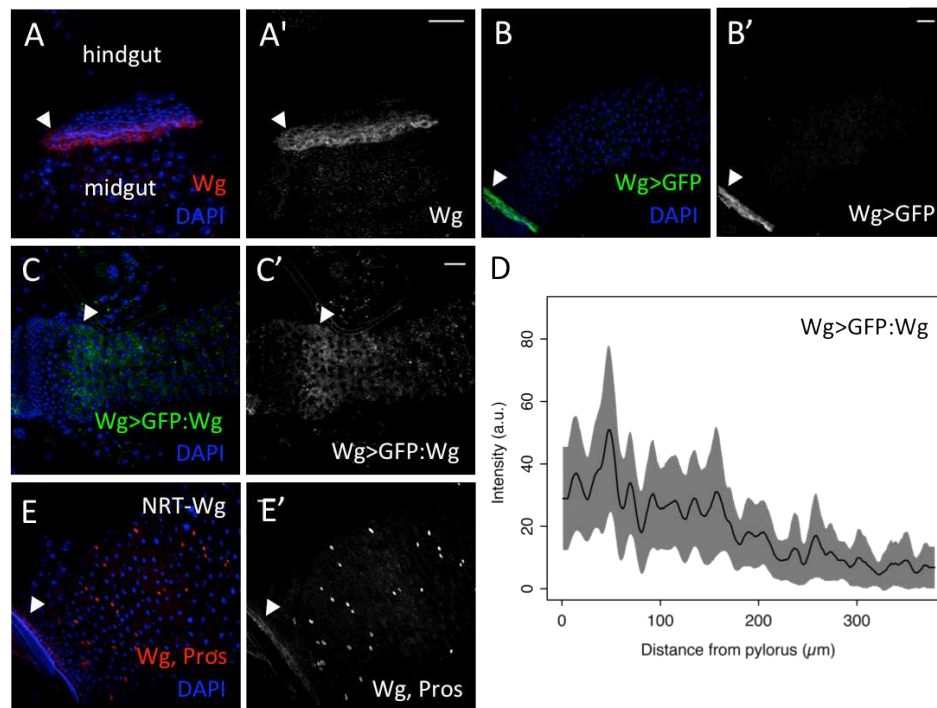 A
hindgut
midgut
Wg
DAPI
A'
Wg
B
Wg>GFP
DAPI
B’
Wg>GFP
C
Wg>GFP:Wg
DAPI
C’
Wg>GFP:Wg
D
Wg>GFP:Wg
80
60
40
20
0
Intensity (a.u.)
0 100 200 300
Distance from pylorus (µm)
E
NRT-Wg
Wg, Pros
DAPI
E’
Wg, Pros